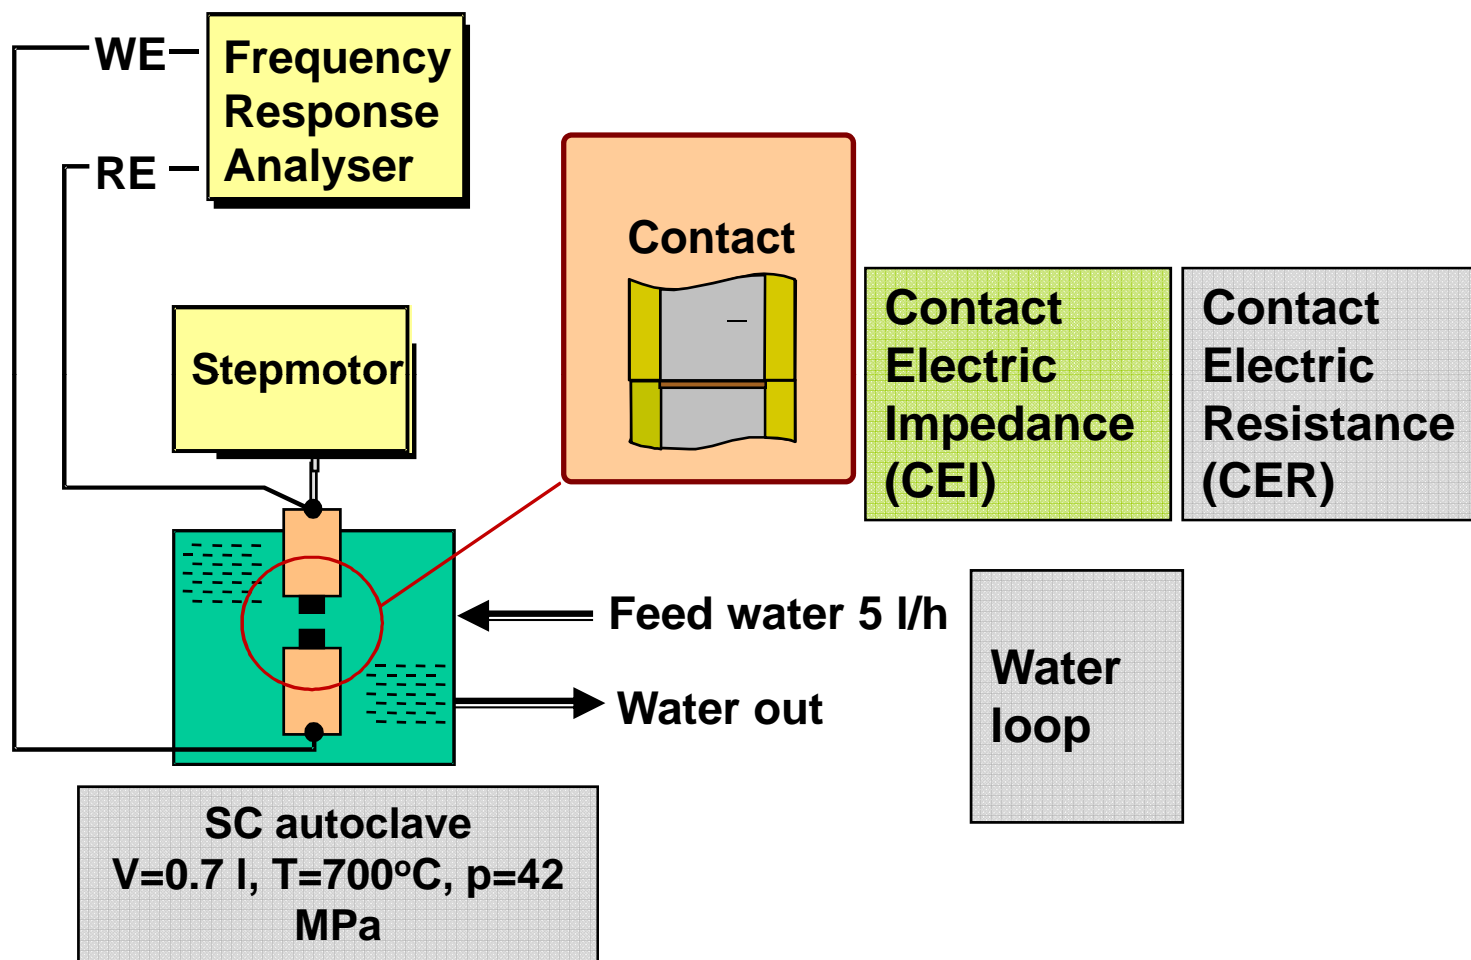 WE
RE
Frequency
Response
Analyser
Stepmotor
Contact
Contact
Electric
Impedance
(CEI)
Contact
Electric
Resistance
(CER)
Feed water 5 l/h
Water out
Water
loop
SC autoclave
V=0.7 l, T=700°C, p=42
MPa